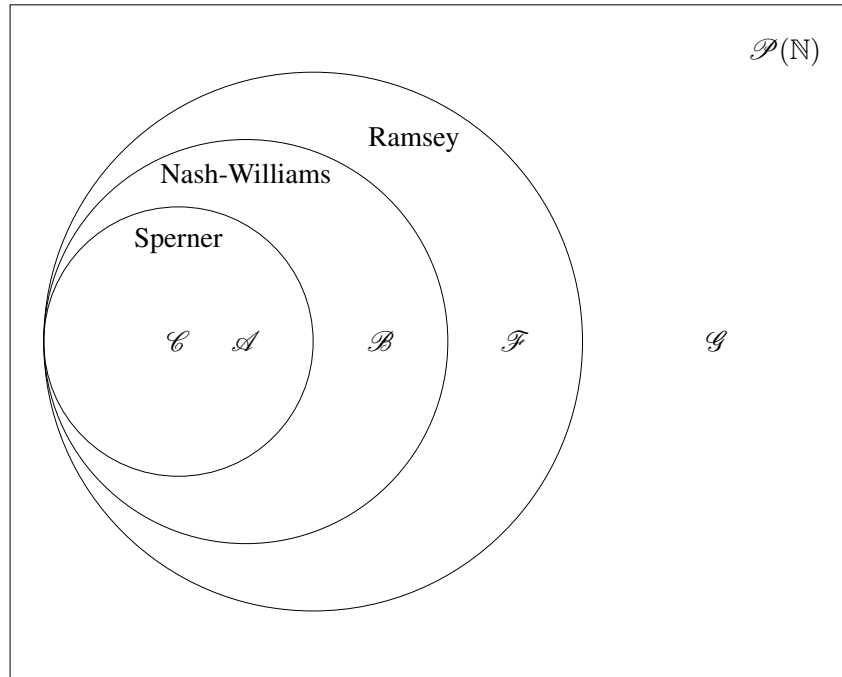 𝒫(ℕ)
Ramsey
Nash-Williams
Sperner
𝒞 𝒜 ℬ ℱ 𝒢